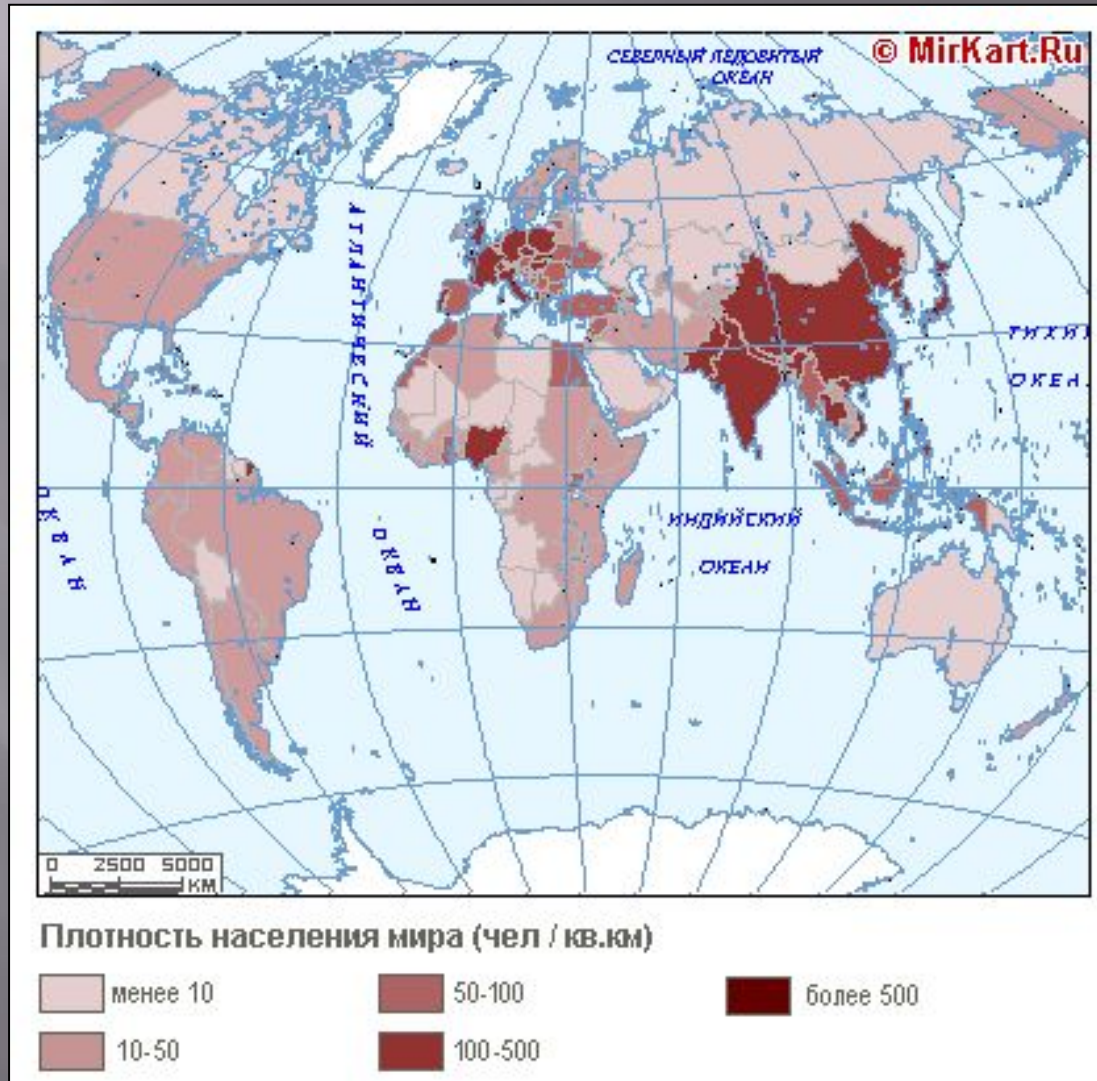 © MirKart.Ru
СЕВЕРНЫЙ ЛЕДОВИТЫЙ
ОКЕАН
АТЛАНТИЧЕСКИЙ
ОКЕАН
ТИХИЙ
ОКЕА
ОКЕАН
ИНДИЙСКИЙ
ОКЕАН
0 2500 5000
КМ
Плотность населения мира (чел / кв.км)
менее 10
50-100
более 500
10-50
100-500